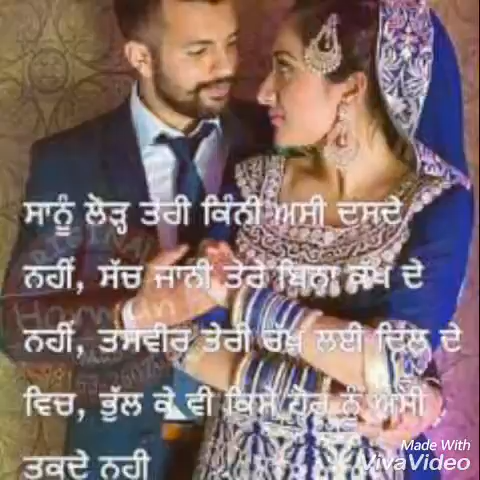 ਸਾਨੂੰ ਲੋੜ੍ਹ ਤੇਰੀ ਕਿੰਨੀ ਅਸੀ ਦਸਦੇ
ਨਹੀਂ, ਸੱਚ ਜਾਨੀ ਤੇਰੇ ਬਿਨਾ ਕੱਖ ਦੇ
ਨਹੀਂ, ਤਸਵੀਰ ਤੇਰੀ ਰੱਖ ਲਈ ਦਿਲ ਦੇ
ਵਿਚ, ਭੁੱਲ ਕੇ ਵੀ ਕਿਸੇ ਹੋਰ ਨੂੰ ਅਸੀ
ਤਕਦੇ ਨਹੀ
Made With
VivaVideo